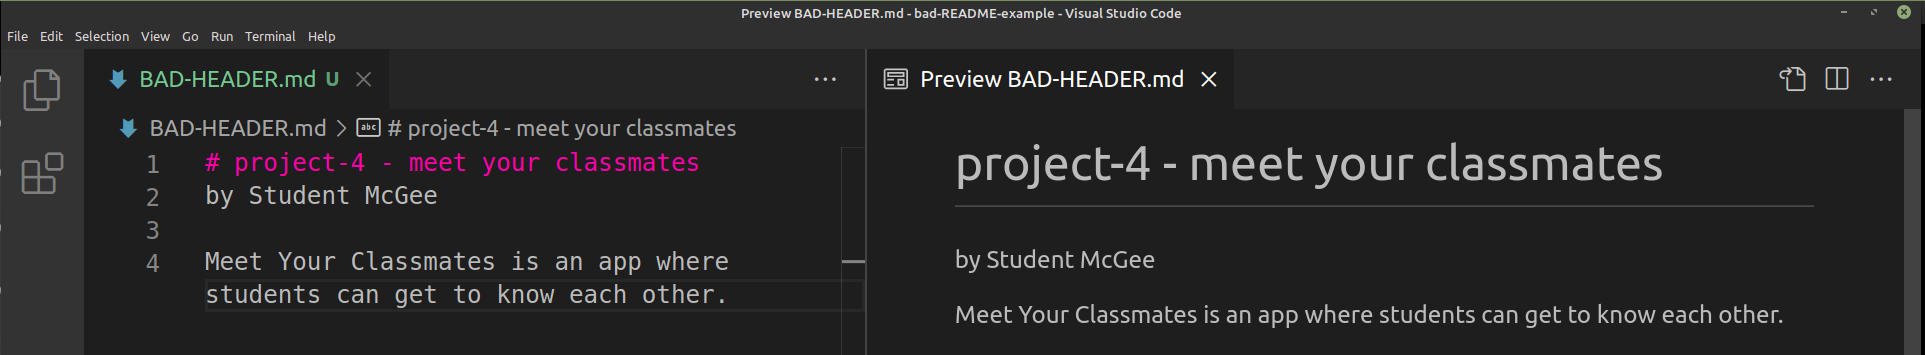 Preview BAD-HEADER.md - bad-README-example - Visual Studio Code
File Edit Selection View Go Run Terminal Help
BAD-HEADER.md U
BAD-HEADER.md > abc # project-4 - meet your classmates
1 # project-4 - meet your classmates
2 by Student McGee
3
4 Meet Your Classmates is an app where
students can get to know each other.
Preview BAD-HEADER.md
project-4 - meet your classmates
by Student McGee
Meet Your Classmates is an app where students can get to know each other.